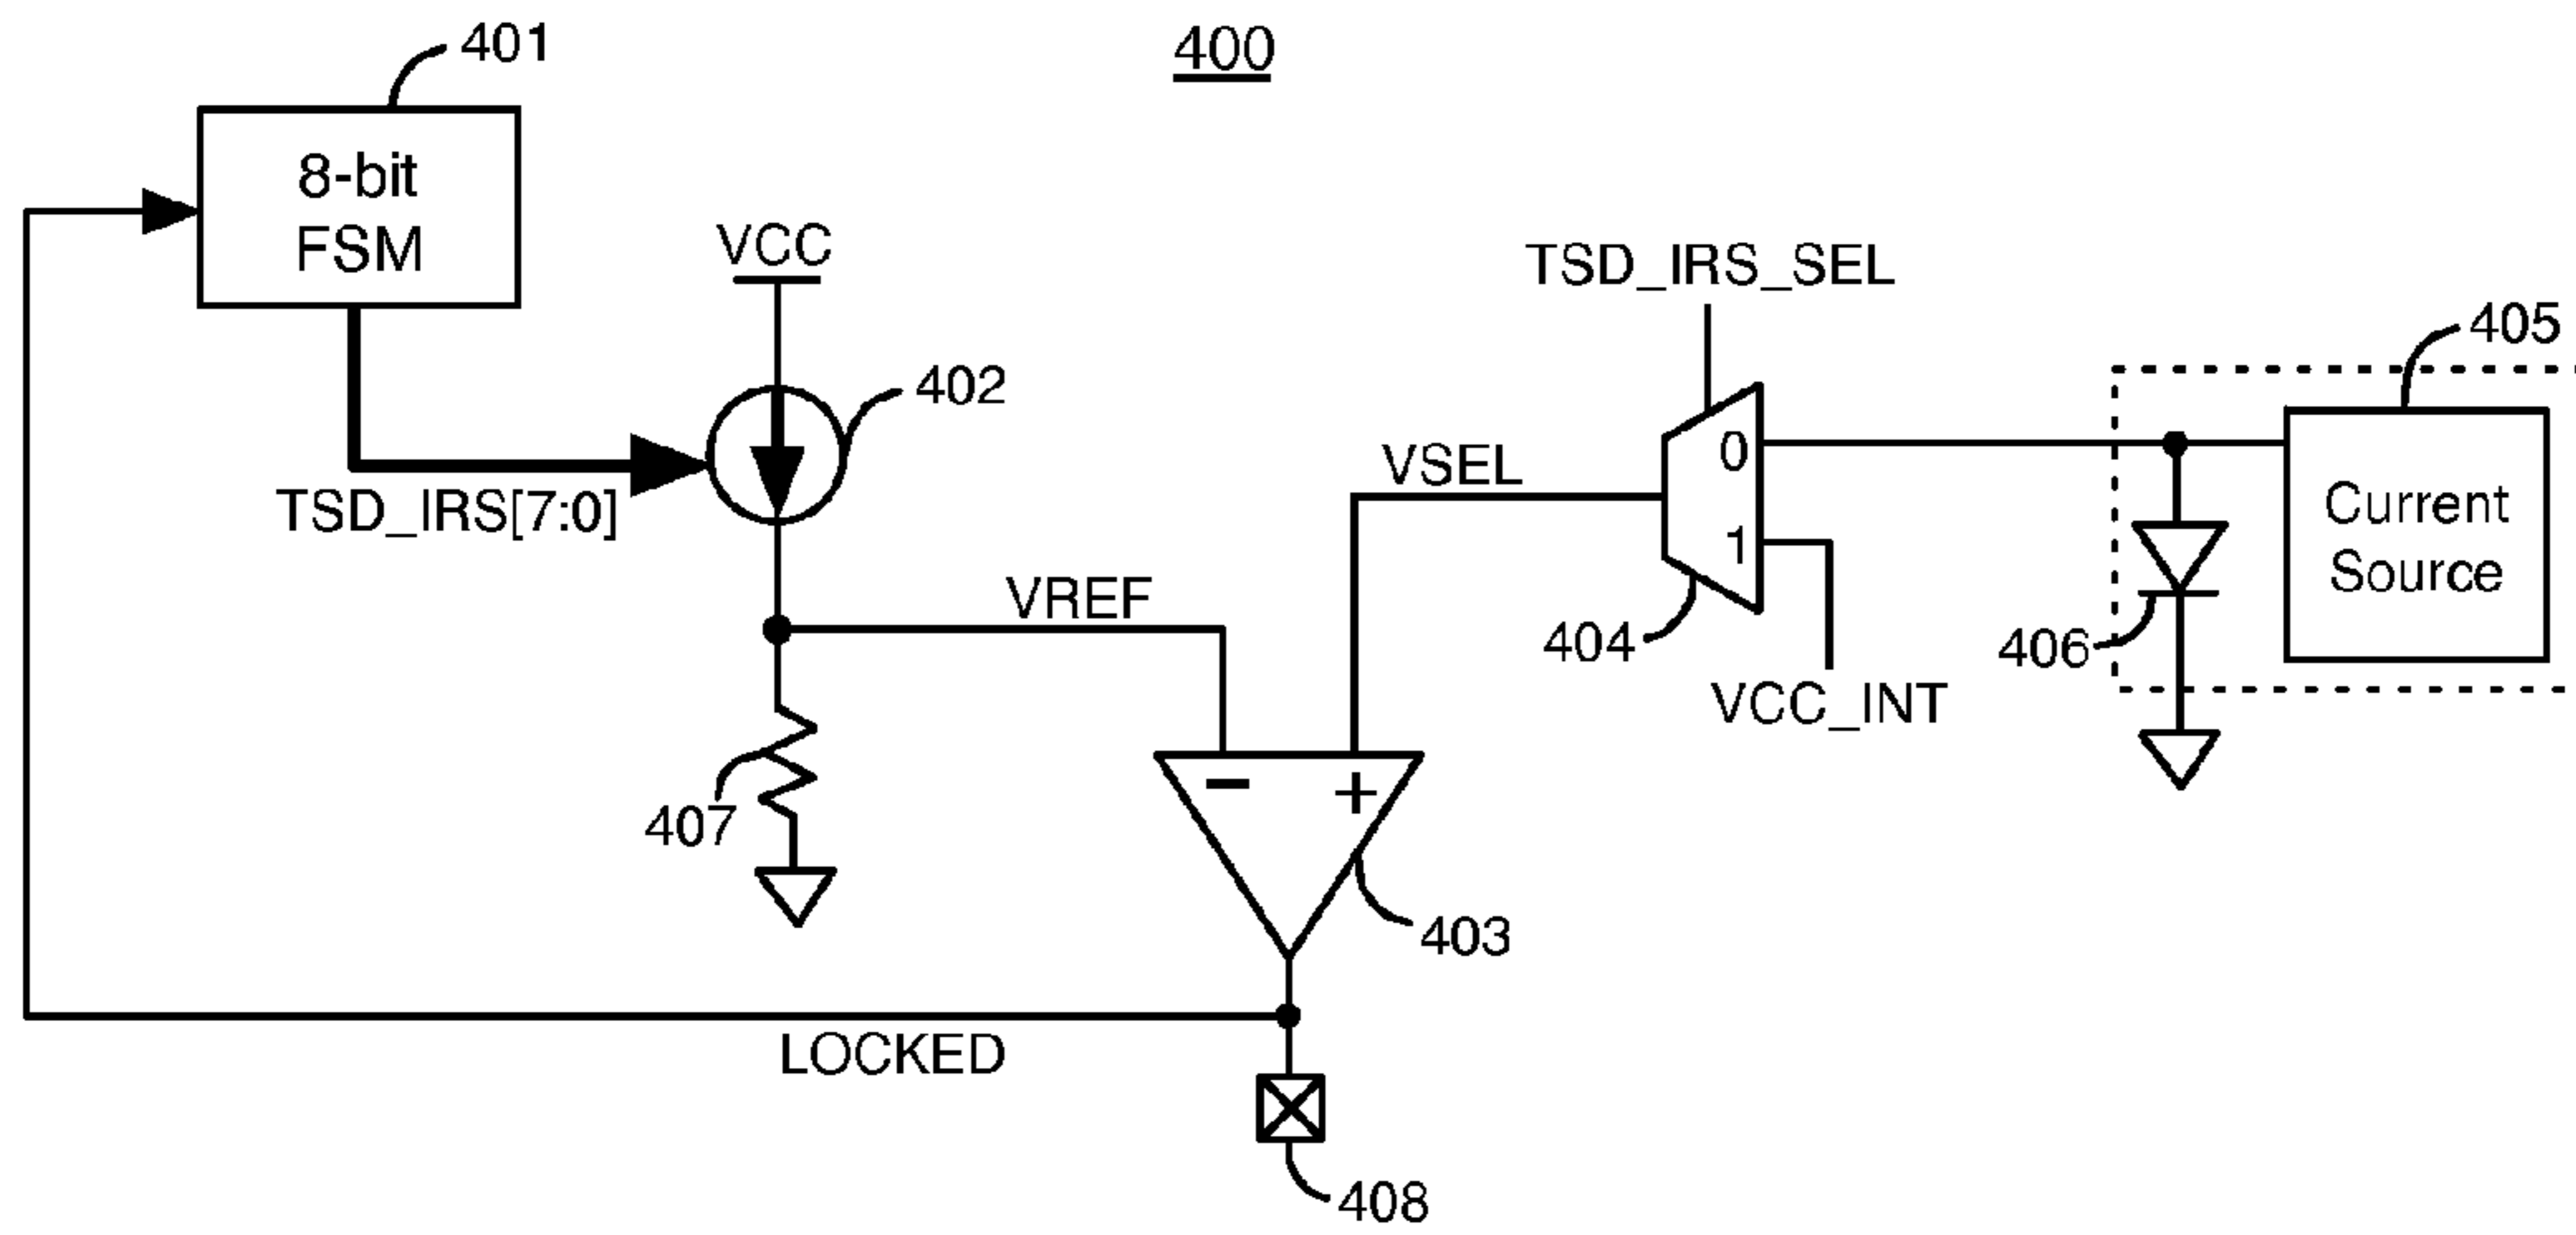 401
400
8-bit
FSM
VCC
TSD_IRS_SEL
405
402
0
VSEL
TSD_IRS[7:0]
Current
Source
1
VREF
404
406
VCC_INT
- +
407
403
LOCKED
408